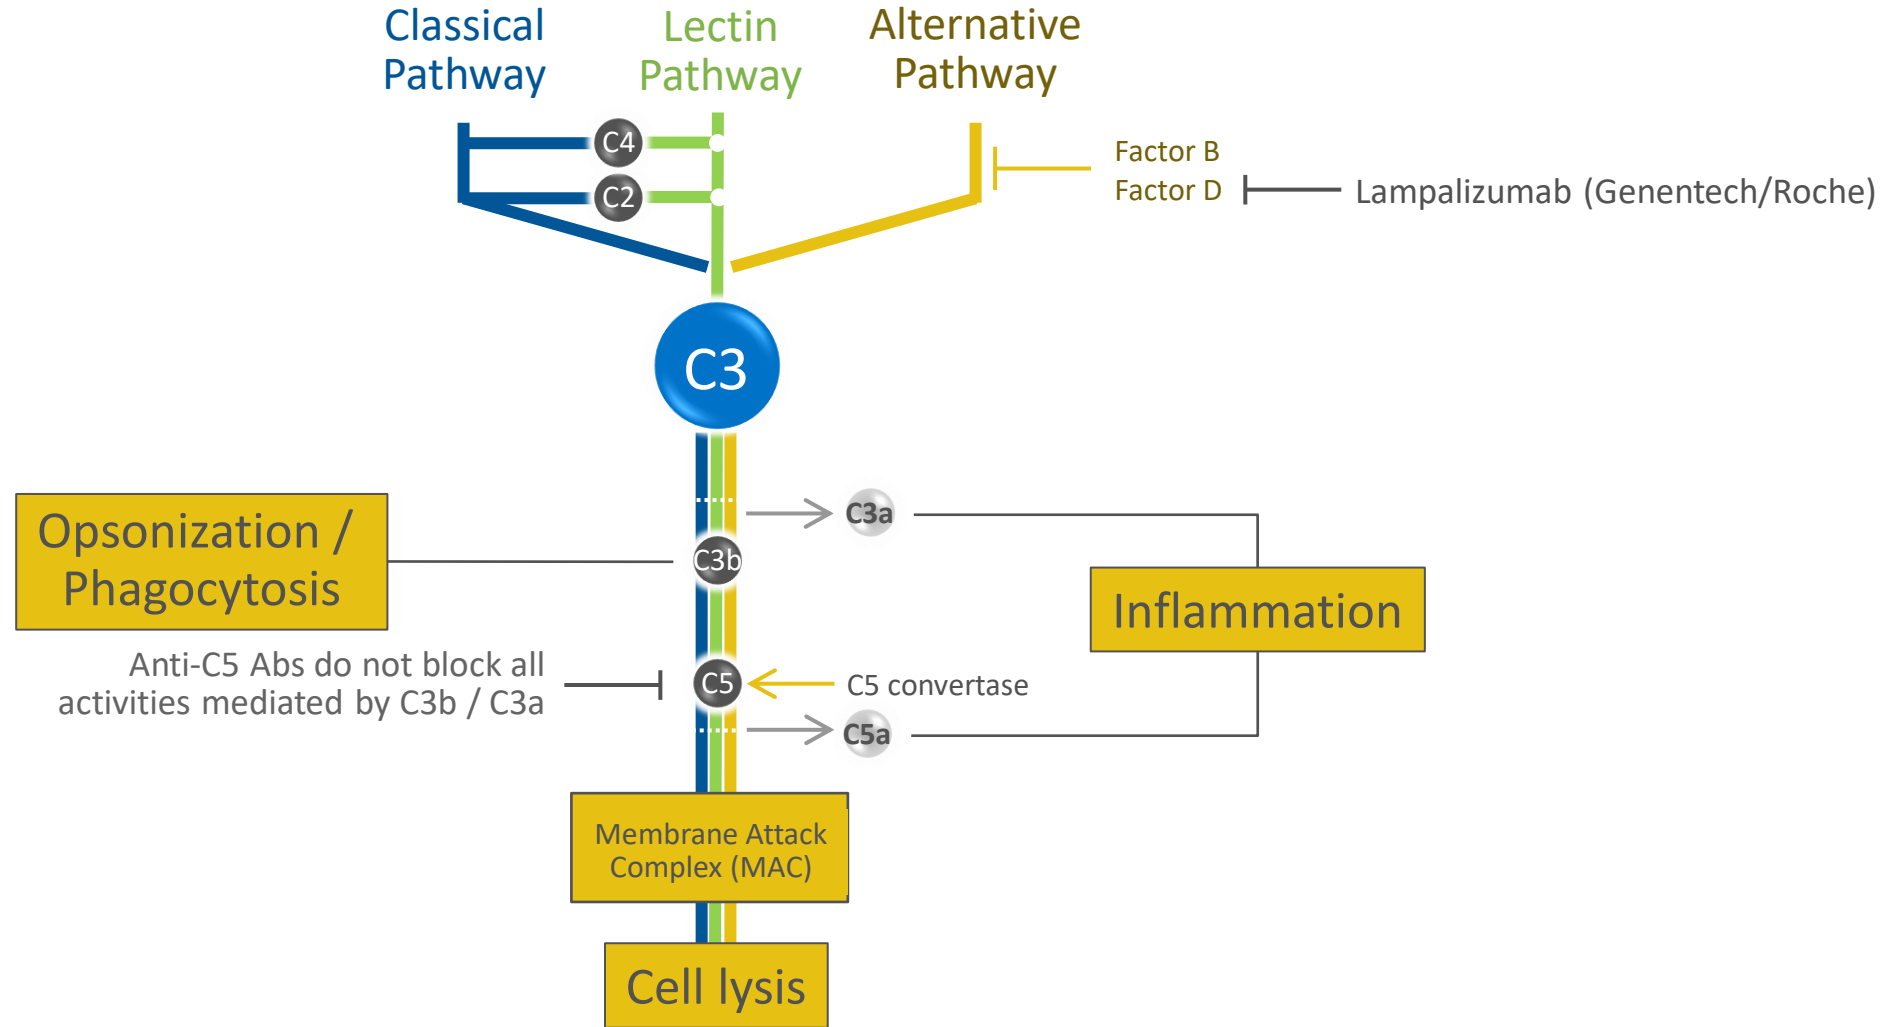 Classical
Pathway
Lectin
Pathway
Alternative
Pathway
C4
C2
Factor B
Factor D
Lampalizumab (Genentech/Roche)
C3
C3a
Opsonization /
Phagocytosis
C3b
Inflammation
Anti-C5 Abs do not block all
activities mediated by C3b / C3a
C5
C5 convertase
C5a
Membrane Attack
Complex (MAC)
Cell lysis